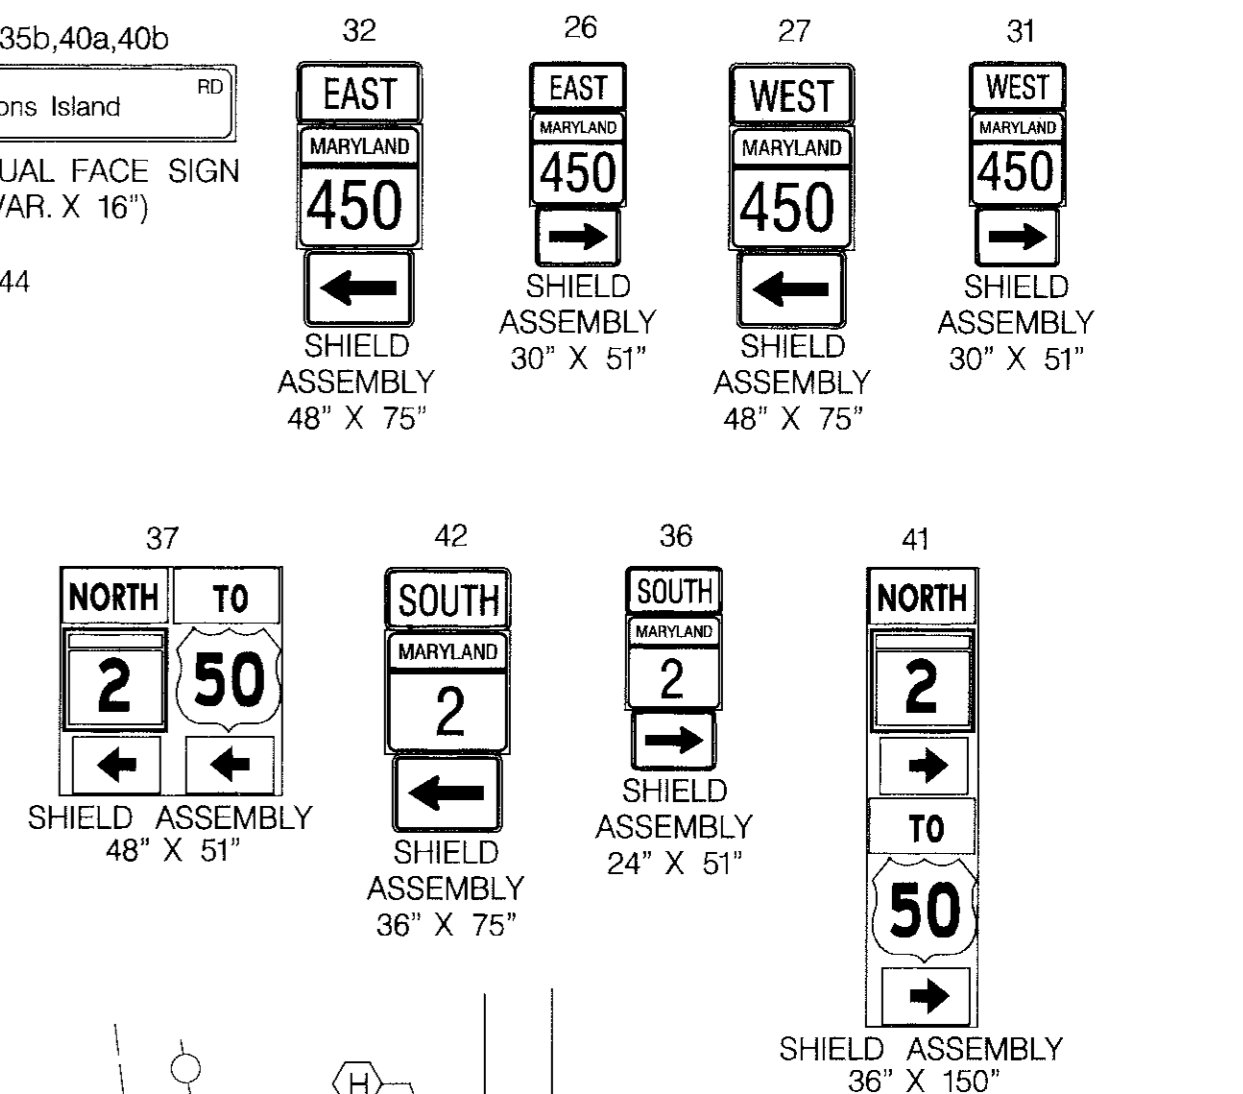 35b,40a,40b
ons Island RD
UAL FACE SIGN
VAR. X 16")
44
32
EAST
MARYLAND
450
SHIELD
ASSEMBLY
48" X 75"
26
EAST
MARYLAND
450
SHIELD
ASSEMBLY
30" X 51"
27
WEST
MARYLAND
450
SHIELD
ASSEMBLY
48" X 75"
31
WEST
MARYLAND
450
SHIELD
ASSEMBLY
30" X 51"
37
NORTH TO
2 50
SHIELD ASSEMBLY
48" X 51"
42
SOUTH
MARYLAND
2
SHIELD
ASSEMBLY
36" X 75"
36
SOUTH
MARYLAND
2
SHIELD
ASSEMBLY
24" X 51"
41
NORTH
2
TO
50
SHIELD ASSEMBLY
36" X 150"
H